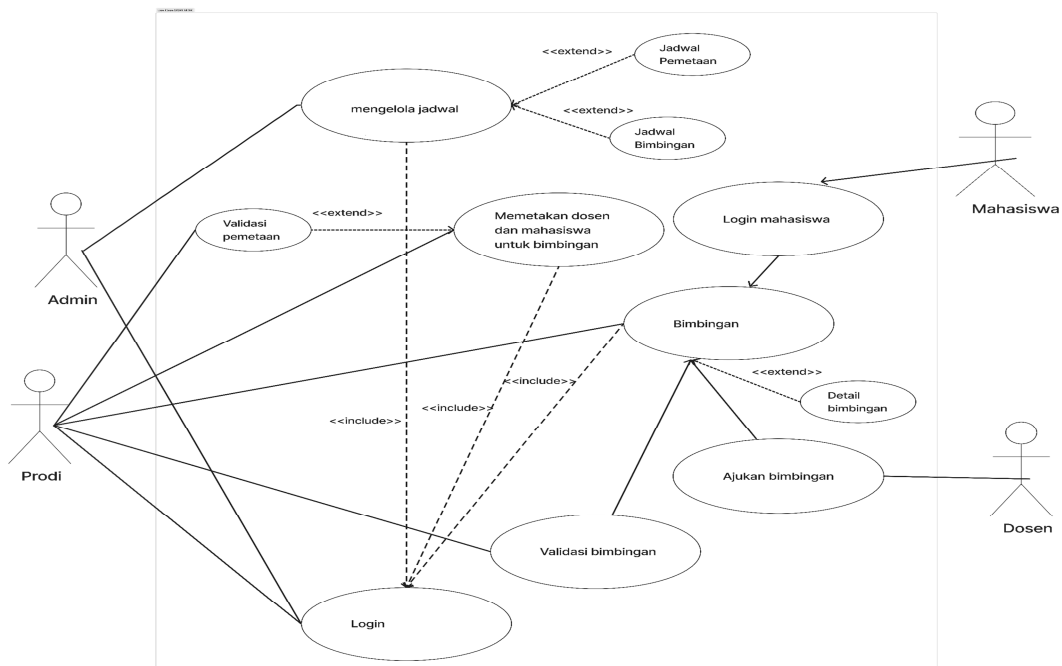 <<extend>>
Jadwal
Pemetaan
mengelola jadwal
<<extend>>
Jadwal
Bimbingan
Mahasiswa
Validasi
pemetaan
<<extend>>
Memetakan dosen
dan mahasiswa
untuk bimbingan
Login mahasiswa
Admin
Bimbingan
<<extend>>
Detail
bimbingan
<<include>>
<<include>>
<<include>>
Prodi
Ajukan bimbingan
Dosen
Validasi bimbingan
Login